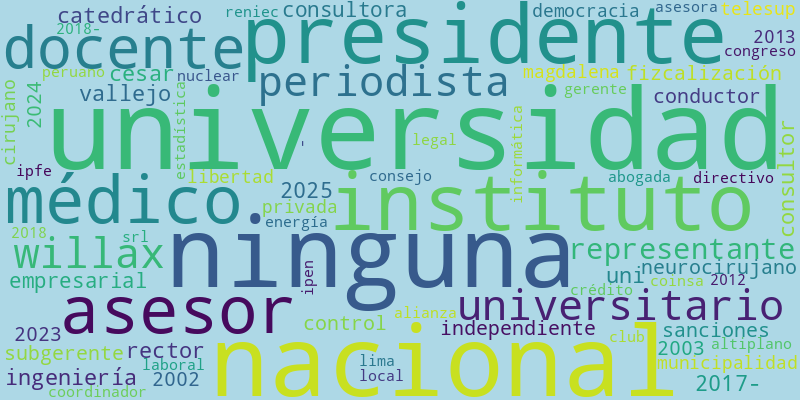 catedrático
reniec
consultora
democracia
asesora
telesup
2018-
docente
presidente
2013
congreso
peruano
césar
nuclear
periodista
magdalena
fizcalización
cirujano
2024
vallejo
estadística
gerente
conductor
universidad
'
legal
informática
consultor
ipfe
libertad
consejo
abogada
directivo
médico
2025
privada
energía
instituto
2018
srl
willax
ninguna
representante
empresarial
ipen
uni
neurocirujano
crédito
coinsa
2012
asesor
alianza
universitario
2023
control
independiente
club
sanciones
subgerente
rector
2003
altiplano
laboral
nacional
lima
municipalidad
ingeniería
2002
local
2017-
coordinador